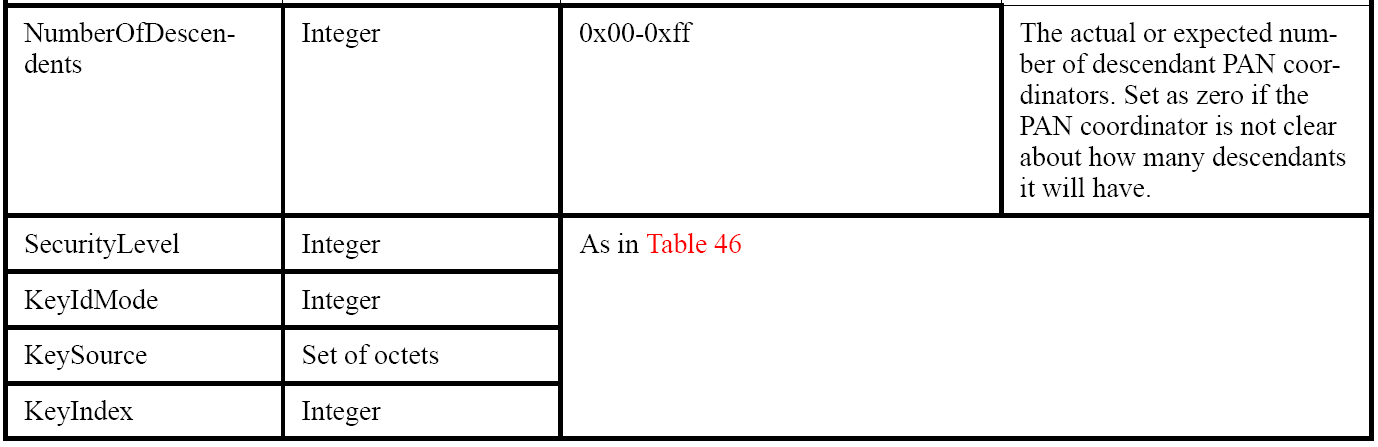 NumberOfDescen-
dents
Integer
0x00-0xff
The actual or expected num-
ber of descendant PAN coor-
dinators. Set as zero if the
PAN coordinator is not clear
about how many descendants
it will have.
SecurityLevel
Integer
As in Table 46
KeyIdMode
Integer
KeySource
Set of octets
KeyIndex
Integer